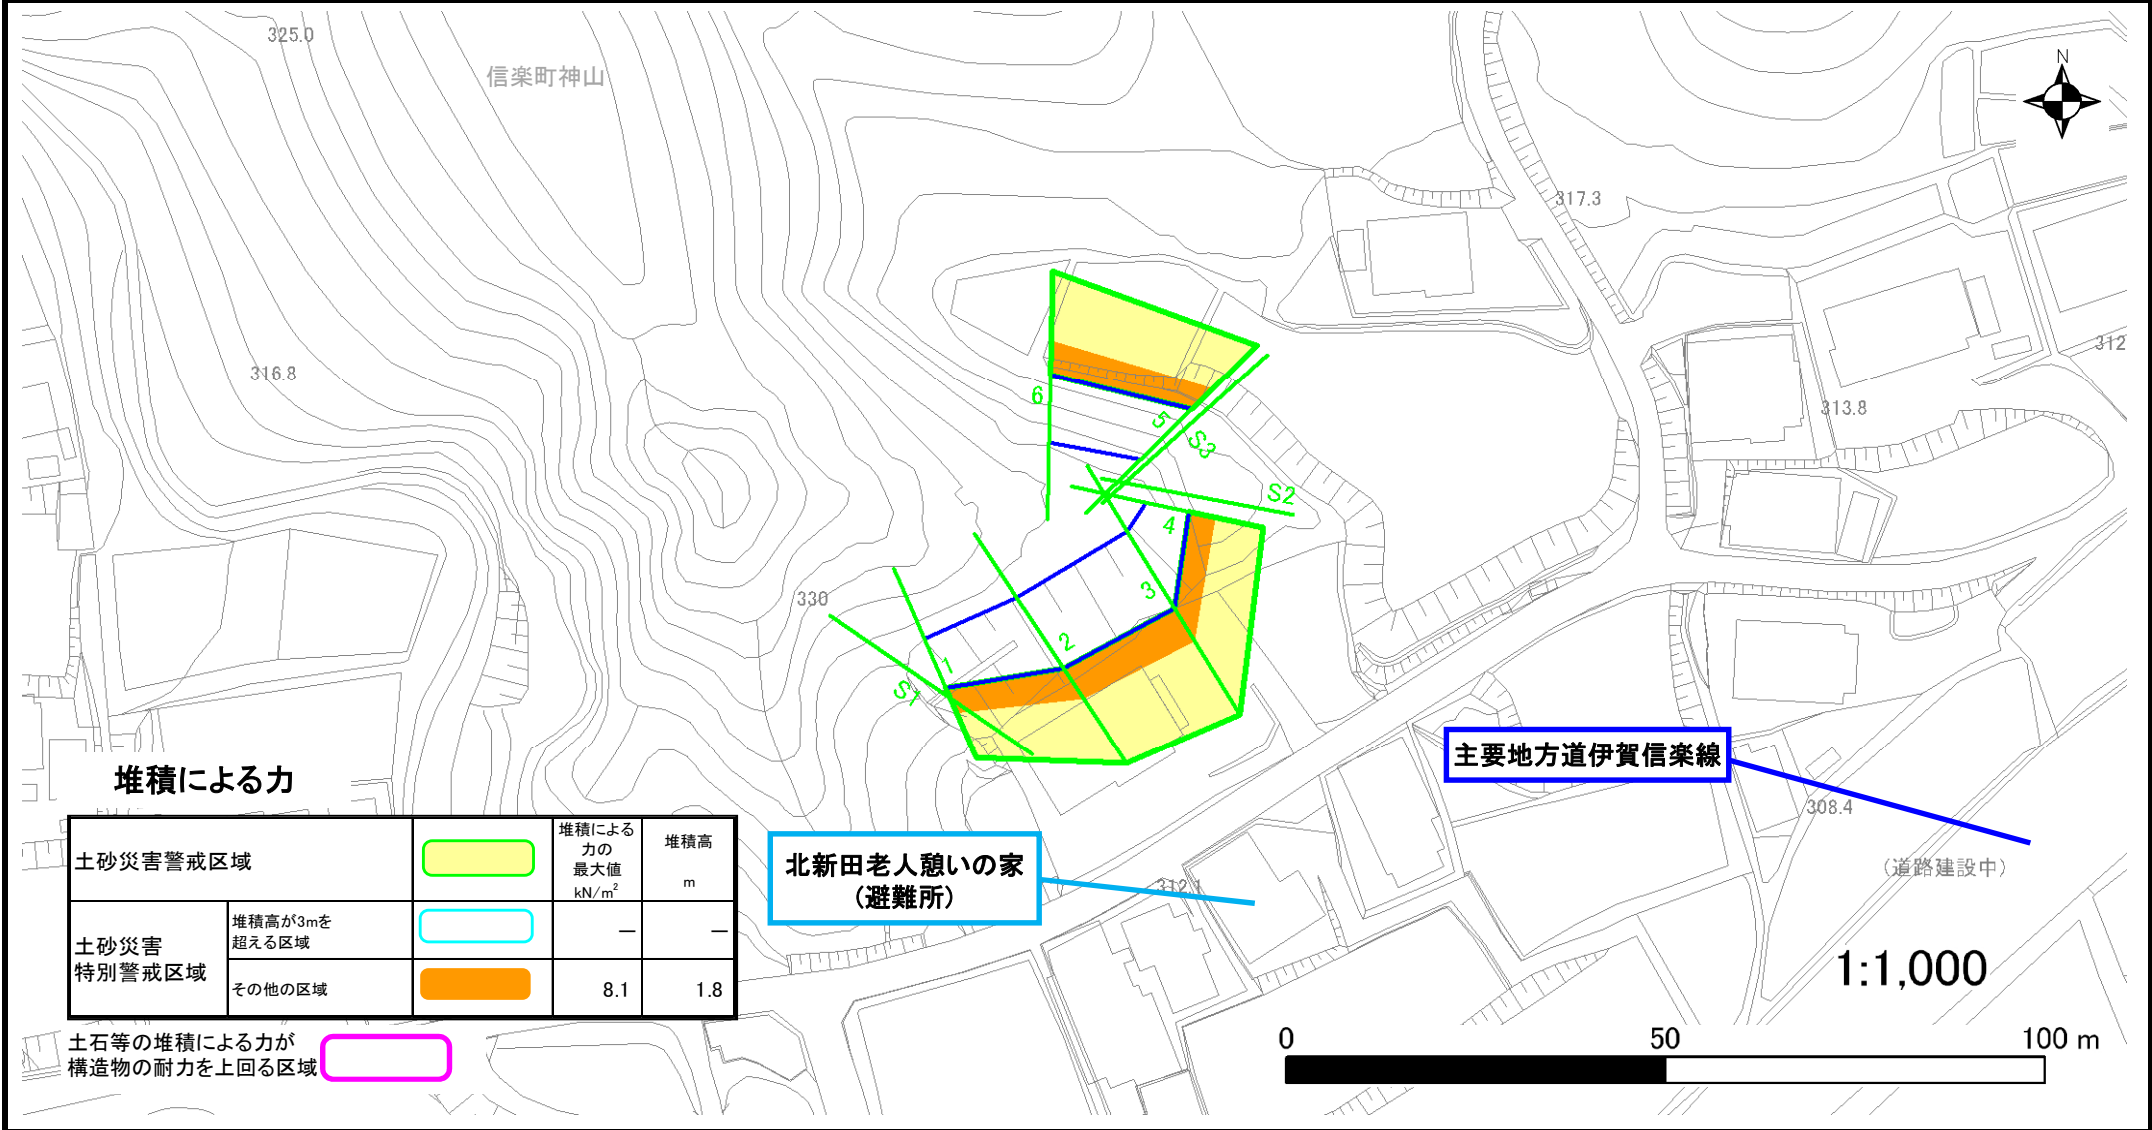 325.0
信楽町神山
N
317.3
312
316.8
313.8
6
5
S3
S2
4
3
330
2
1
S1
主要地方道伊賀信楽線
308.4
(道路建設中)
北新田老人憩いの家
(避難所)
312.1
堆積による力
土砂災害警戒区域
堆積による
力の
最大値
kN/m²
堆積高
m
土砂災害
特別警戒区域
堆積高が3mを
超える区域
―
―
その他の区域
8.1
1.8
土石等の堆積による力が
構造物の耐力を上回る区域
1:1,000
0 50 100 m